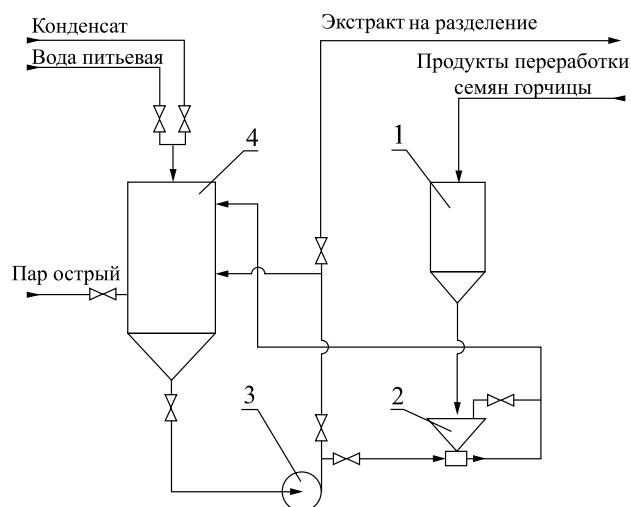 Конденсат
Вода питьевая
Экстракт на разделение
Продукты переработки
семян горчицы
4
1
Пар острый
3
2